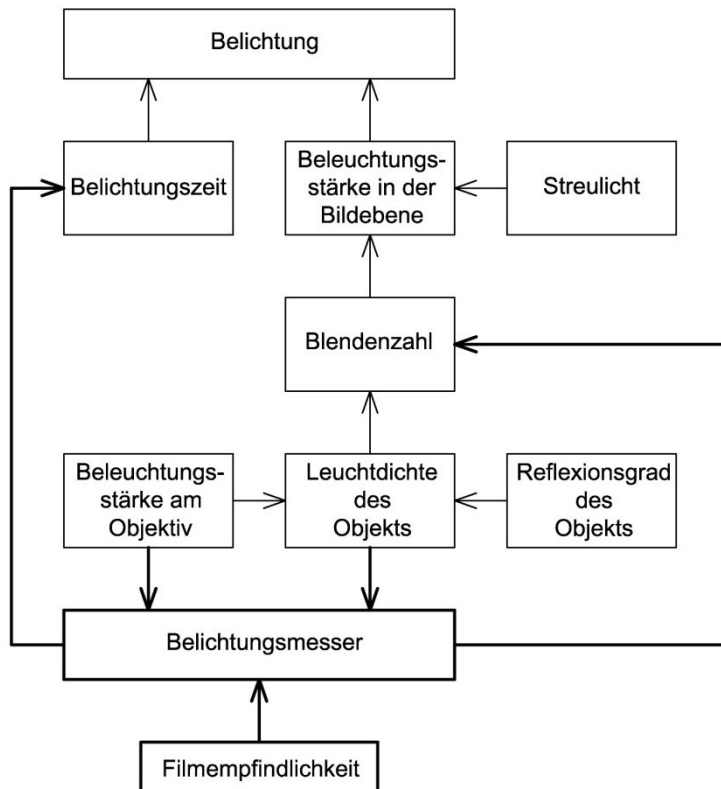 Belichtung
Belichtungszeit
Beleuchtungs-
stärke in der
Bildebene
Streulicht
Blendenzahl
Beleuchtungs-
stärke am
Objektiv
Leuchtdichte
des
Objekts
Reflexionsgrad
des
Objekts
Belichtungsmesser
Filmempfindlichkeit